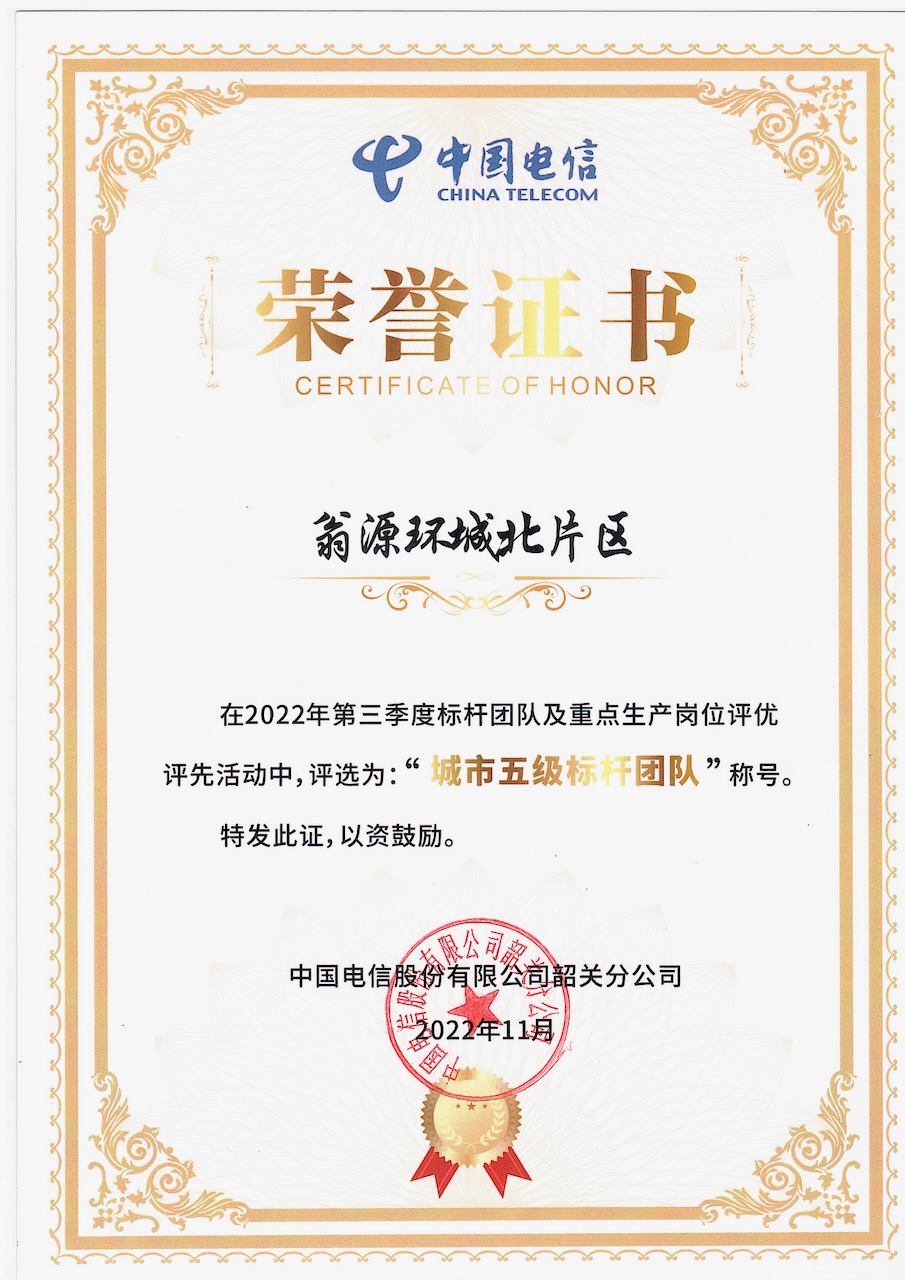 中国电信
CHINA TELECOM
荣誉证书
CERTIFICATE OF HONOR
翁源环城北片区
在2022年第三季度标杆团队及重点生产岗位评优
评先活动中，评选为：“城市五级标杆团队”称号。
特发此证，以资鼓励。
中国电信股份有限公司韶关分公司
2022年11月
中国电信股份有限公司韶关分公司